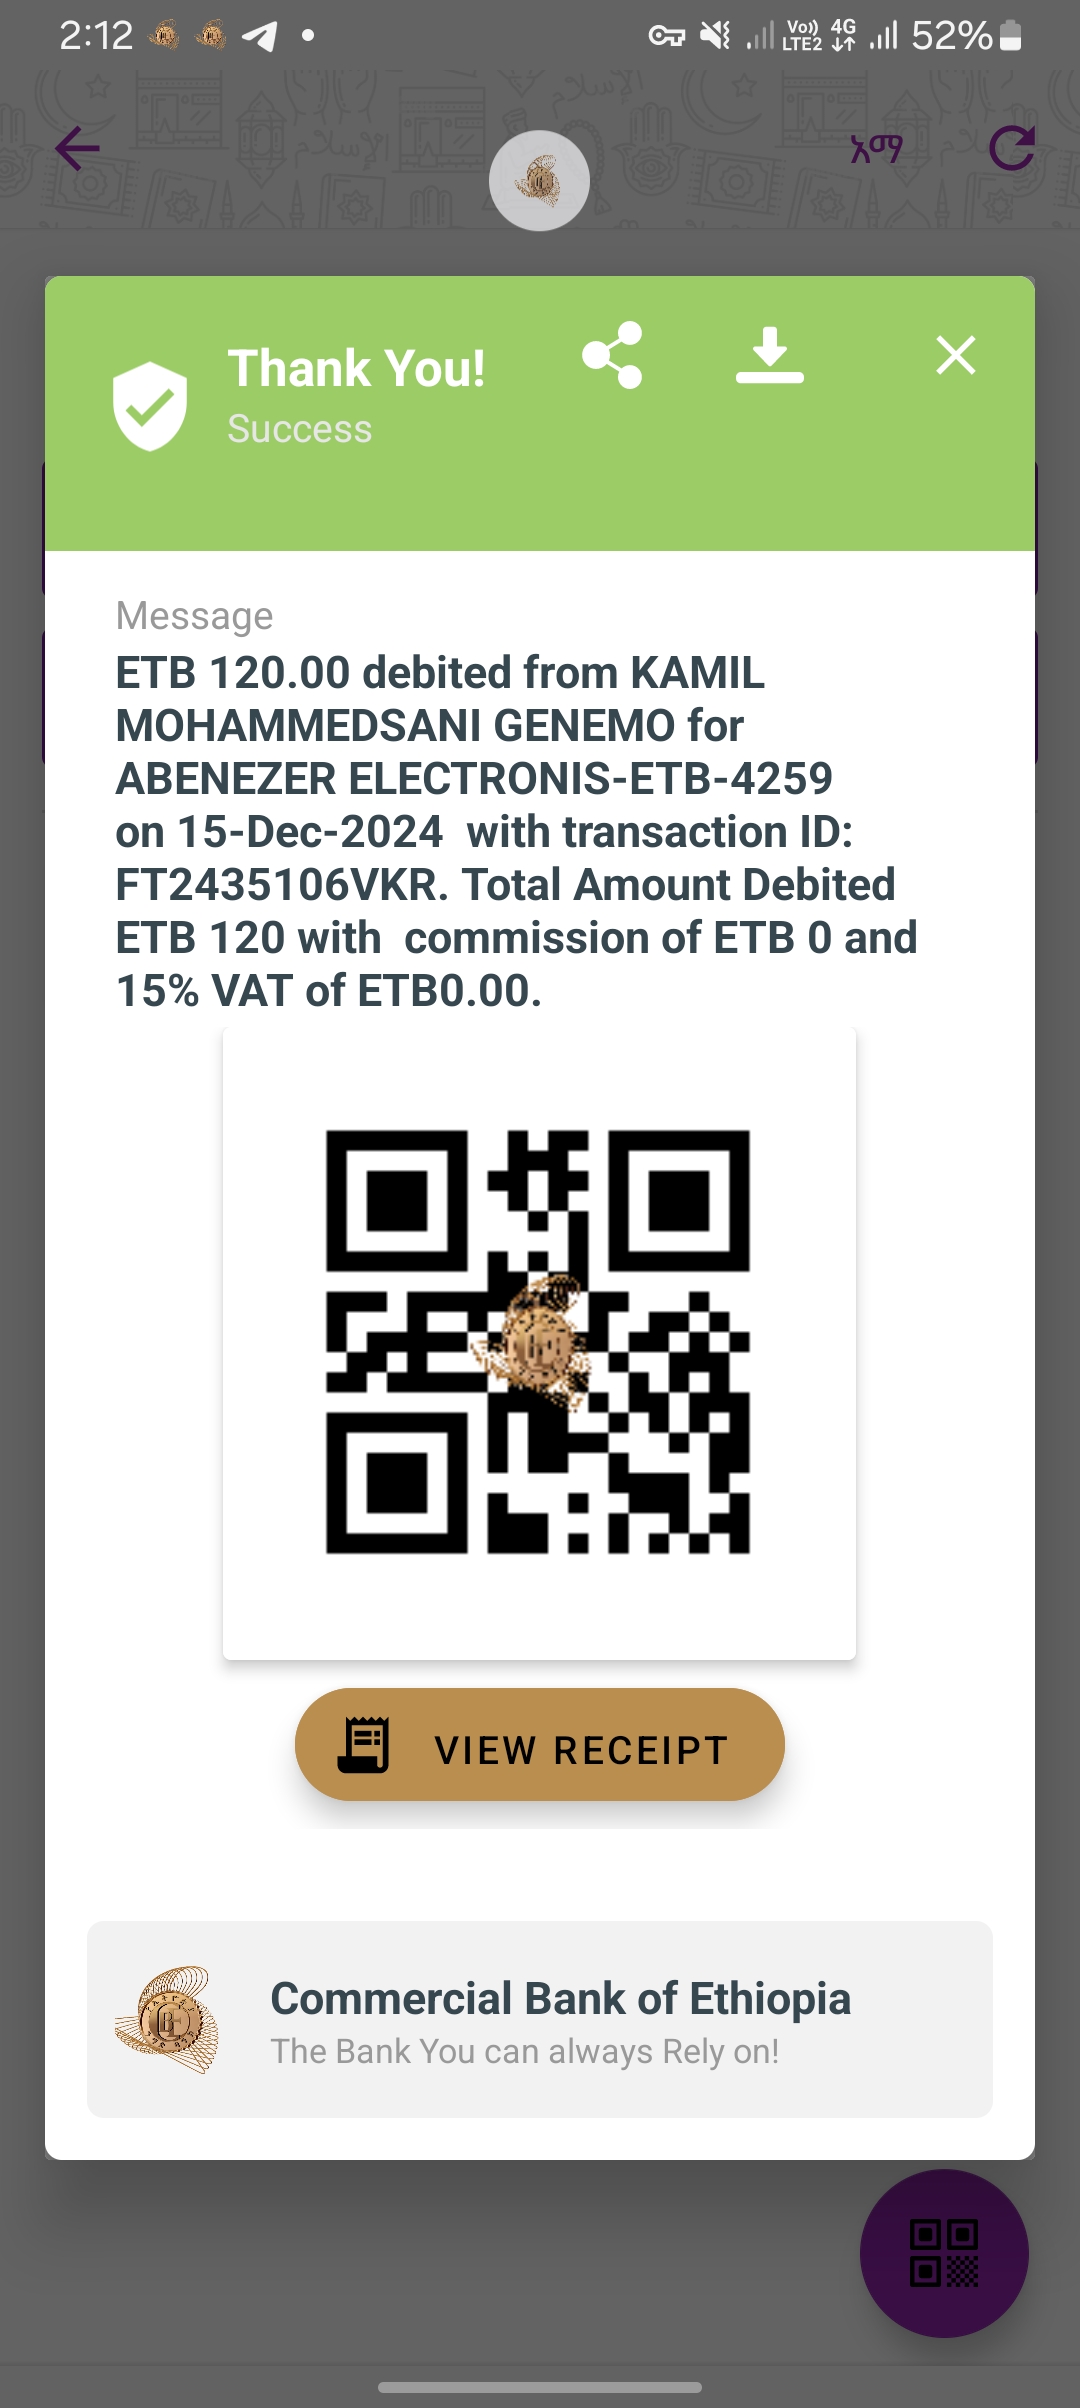 2:12
Vo))
LTE2
4G
52%
አማ
Thank You!
Success
Message
ETB 120.00 debited from KAMIL
MOHAMMEDSANI GENEMO for
ABENEZER ELECTRONIS-ETB-4259
on 15-Dec-2024  with transaction ID:
FT2435106VKR. Total Amount Debited
ETB 120 with  commission of ETB 0 and
15% VAT of ETB0.00.
VIEW RECEIPT
Commercial Bank of Ethiopia
The Bank You can always Rely on!